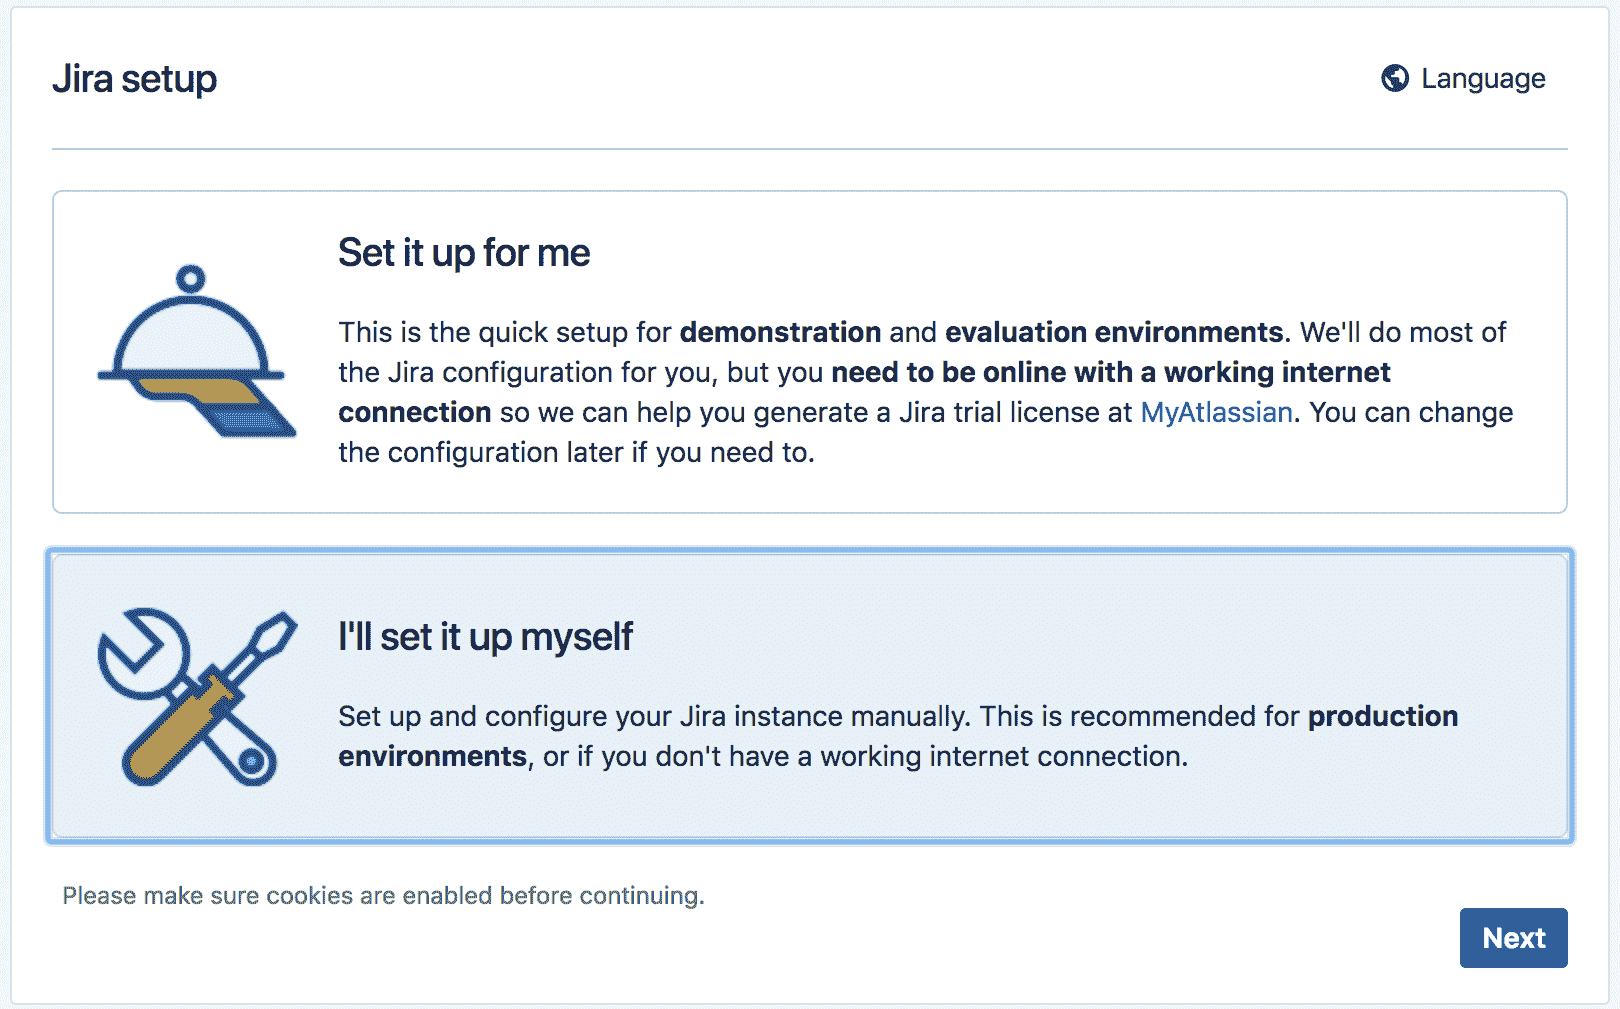 Jira setup
Language
Set it up for me
This is the quick setup for demonstration and evaluation environments. We'll do most of
the Jira configuration for you, but you need to be online with a working internet
connection so we can help you generate a Jira trial license at MyAtlassian. You can change
the configuration later if you need to.
I'll set it up myself
Set up and configure your Jira instance manually. This is recommended for production
environments, or if you don't have a working internet connection.
Please make sure cookies are enabled before continuing.
Next